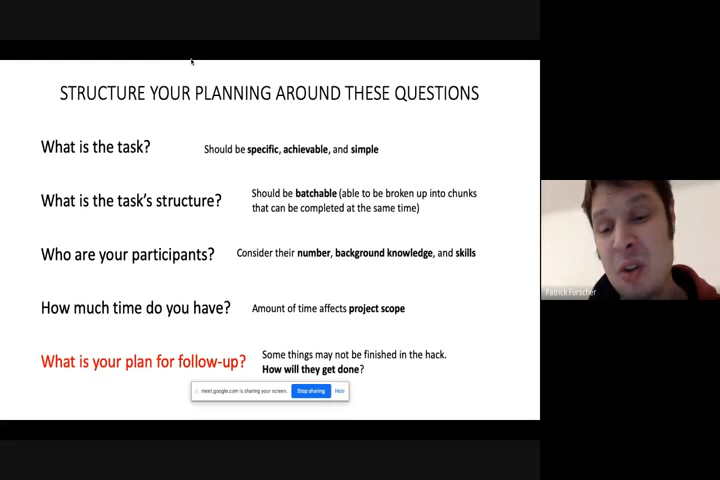 STRUCTURE YOUR PLANNING AROUND THESE QUESTIONS
What is the task?
Should be specific, achievable, and simple
What is the task's structure?
Should be batchable (able to be broken up into chunks
that can be completed at the same time)
Who are your participants?
Consider their number, background knowledge, and skills
How much time do you have?
Amount of time affects project scope
What is your plan for follow-up?
Some things may not be finished in the hack.
How will they get done?
meet.google.com is sharing your screen.
Stop sharing
Hide
Patrick Forscher